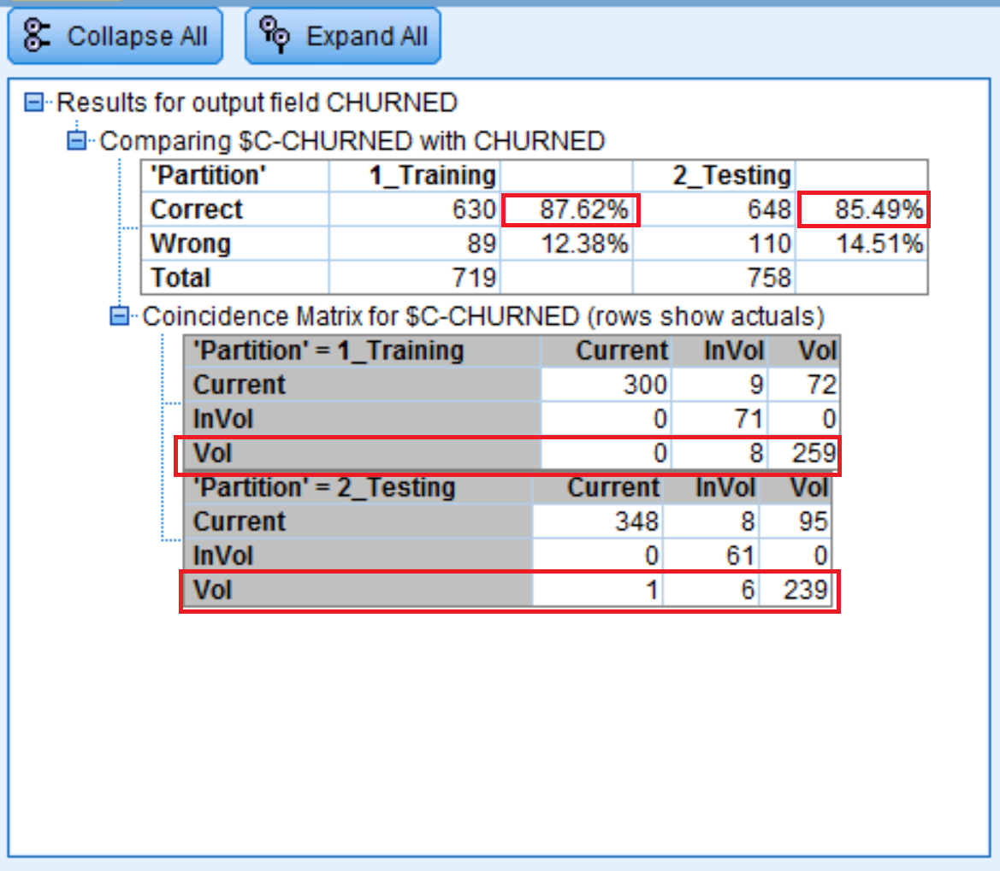 Collapse All Expand All
Results for output field CHURNED
Comparing $C-CHURNED with CHURNED
'Partition' 1_Training 2_Testing
Correct 630 87.62% 648 85.49%
Wrong 89 12.38% 110 14.51%
Total 719 758
Coincidence Matrix for $C-CHURNED (rows show actuals)
'Partition' = 1_Training Current InVol Vol
Current 300 9 72
InVol 0 71 0
Vol 0 8 259
'Partition' = 2_Testing Current InVol Vol
Current 348 8 95
InVol 0 61 0
Vol 1 6 239